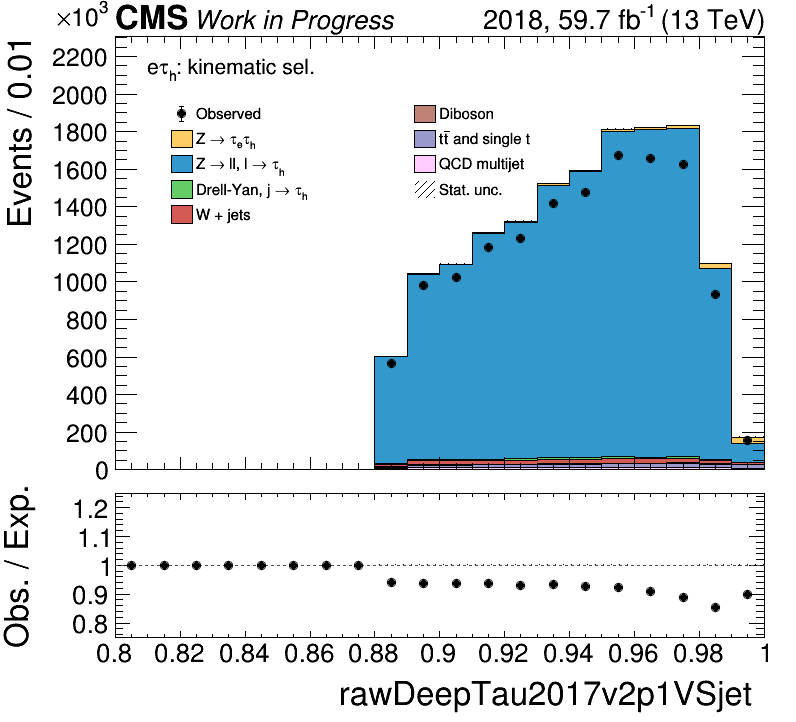 ×10³ CMS Work in Progress 2018, 59.7 fb⁻¹ (13 TeV)
Events / 0.01
2200
2000
1800
1600
1400
1200
1000
800
600
400
200
0
eτₕ: kinematic sel.
Observed
Z → τₑτₕ
Z → ll, l → τₕ
Drell-Yan, j → τₕ
W + jets
Diboson
tt̄ and single t
QCD multijet
Stat. unc.
Obs. / Exp.
1.2
1.1
1
0.9
0.8
0.8 0.82 0.84 0.86 0.88 0.9 0.92 0.94 0.96 0.98 1
rawDeepTau2017v2p1VSjet